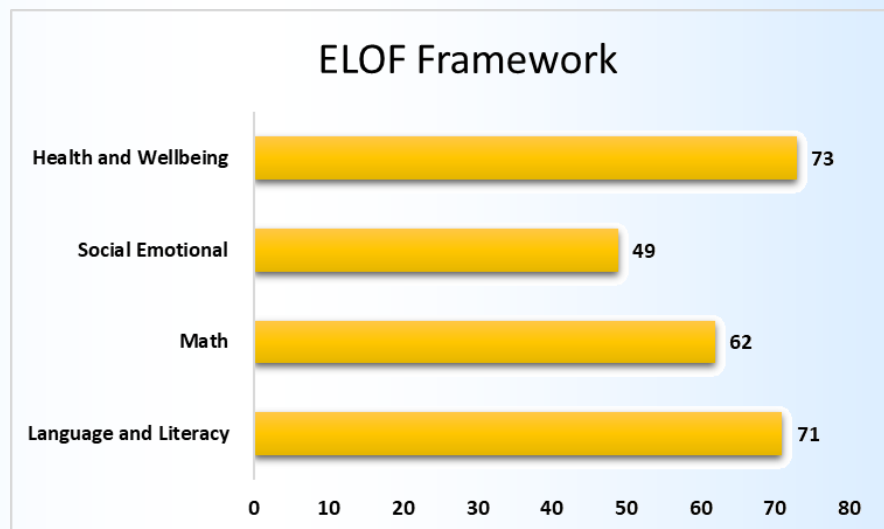 ELOF Framework
Health and Wellbeing
73
Social Emotional
49
Math
62
Language and Literacy
71
0 10 20 30 40 50 60 70 80